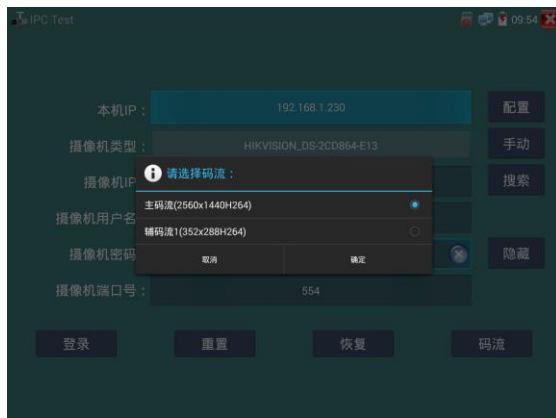 IPC Test
09:54
本机IP： 192.168.1.230 配置
摄像机类型： HIKVISION_DS-2CD864-E13 手动
摄像机IP 搜索
摄像机用户名
摄像机密码 隐藏
摄像机端口号： 554
请选择码流：
主码流(2560x1440H264)
辅码流1(352x288H264)
取消 确定
登录 重置 恢复 码流